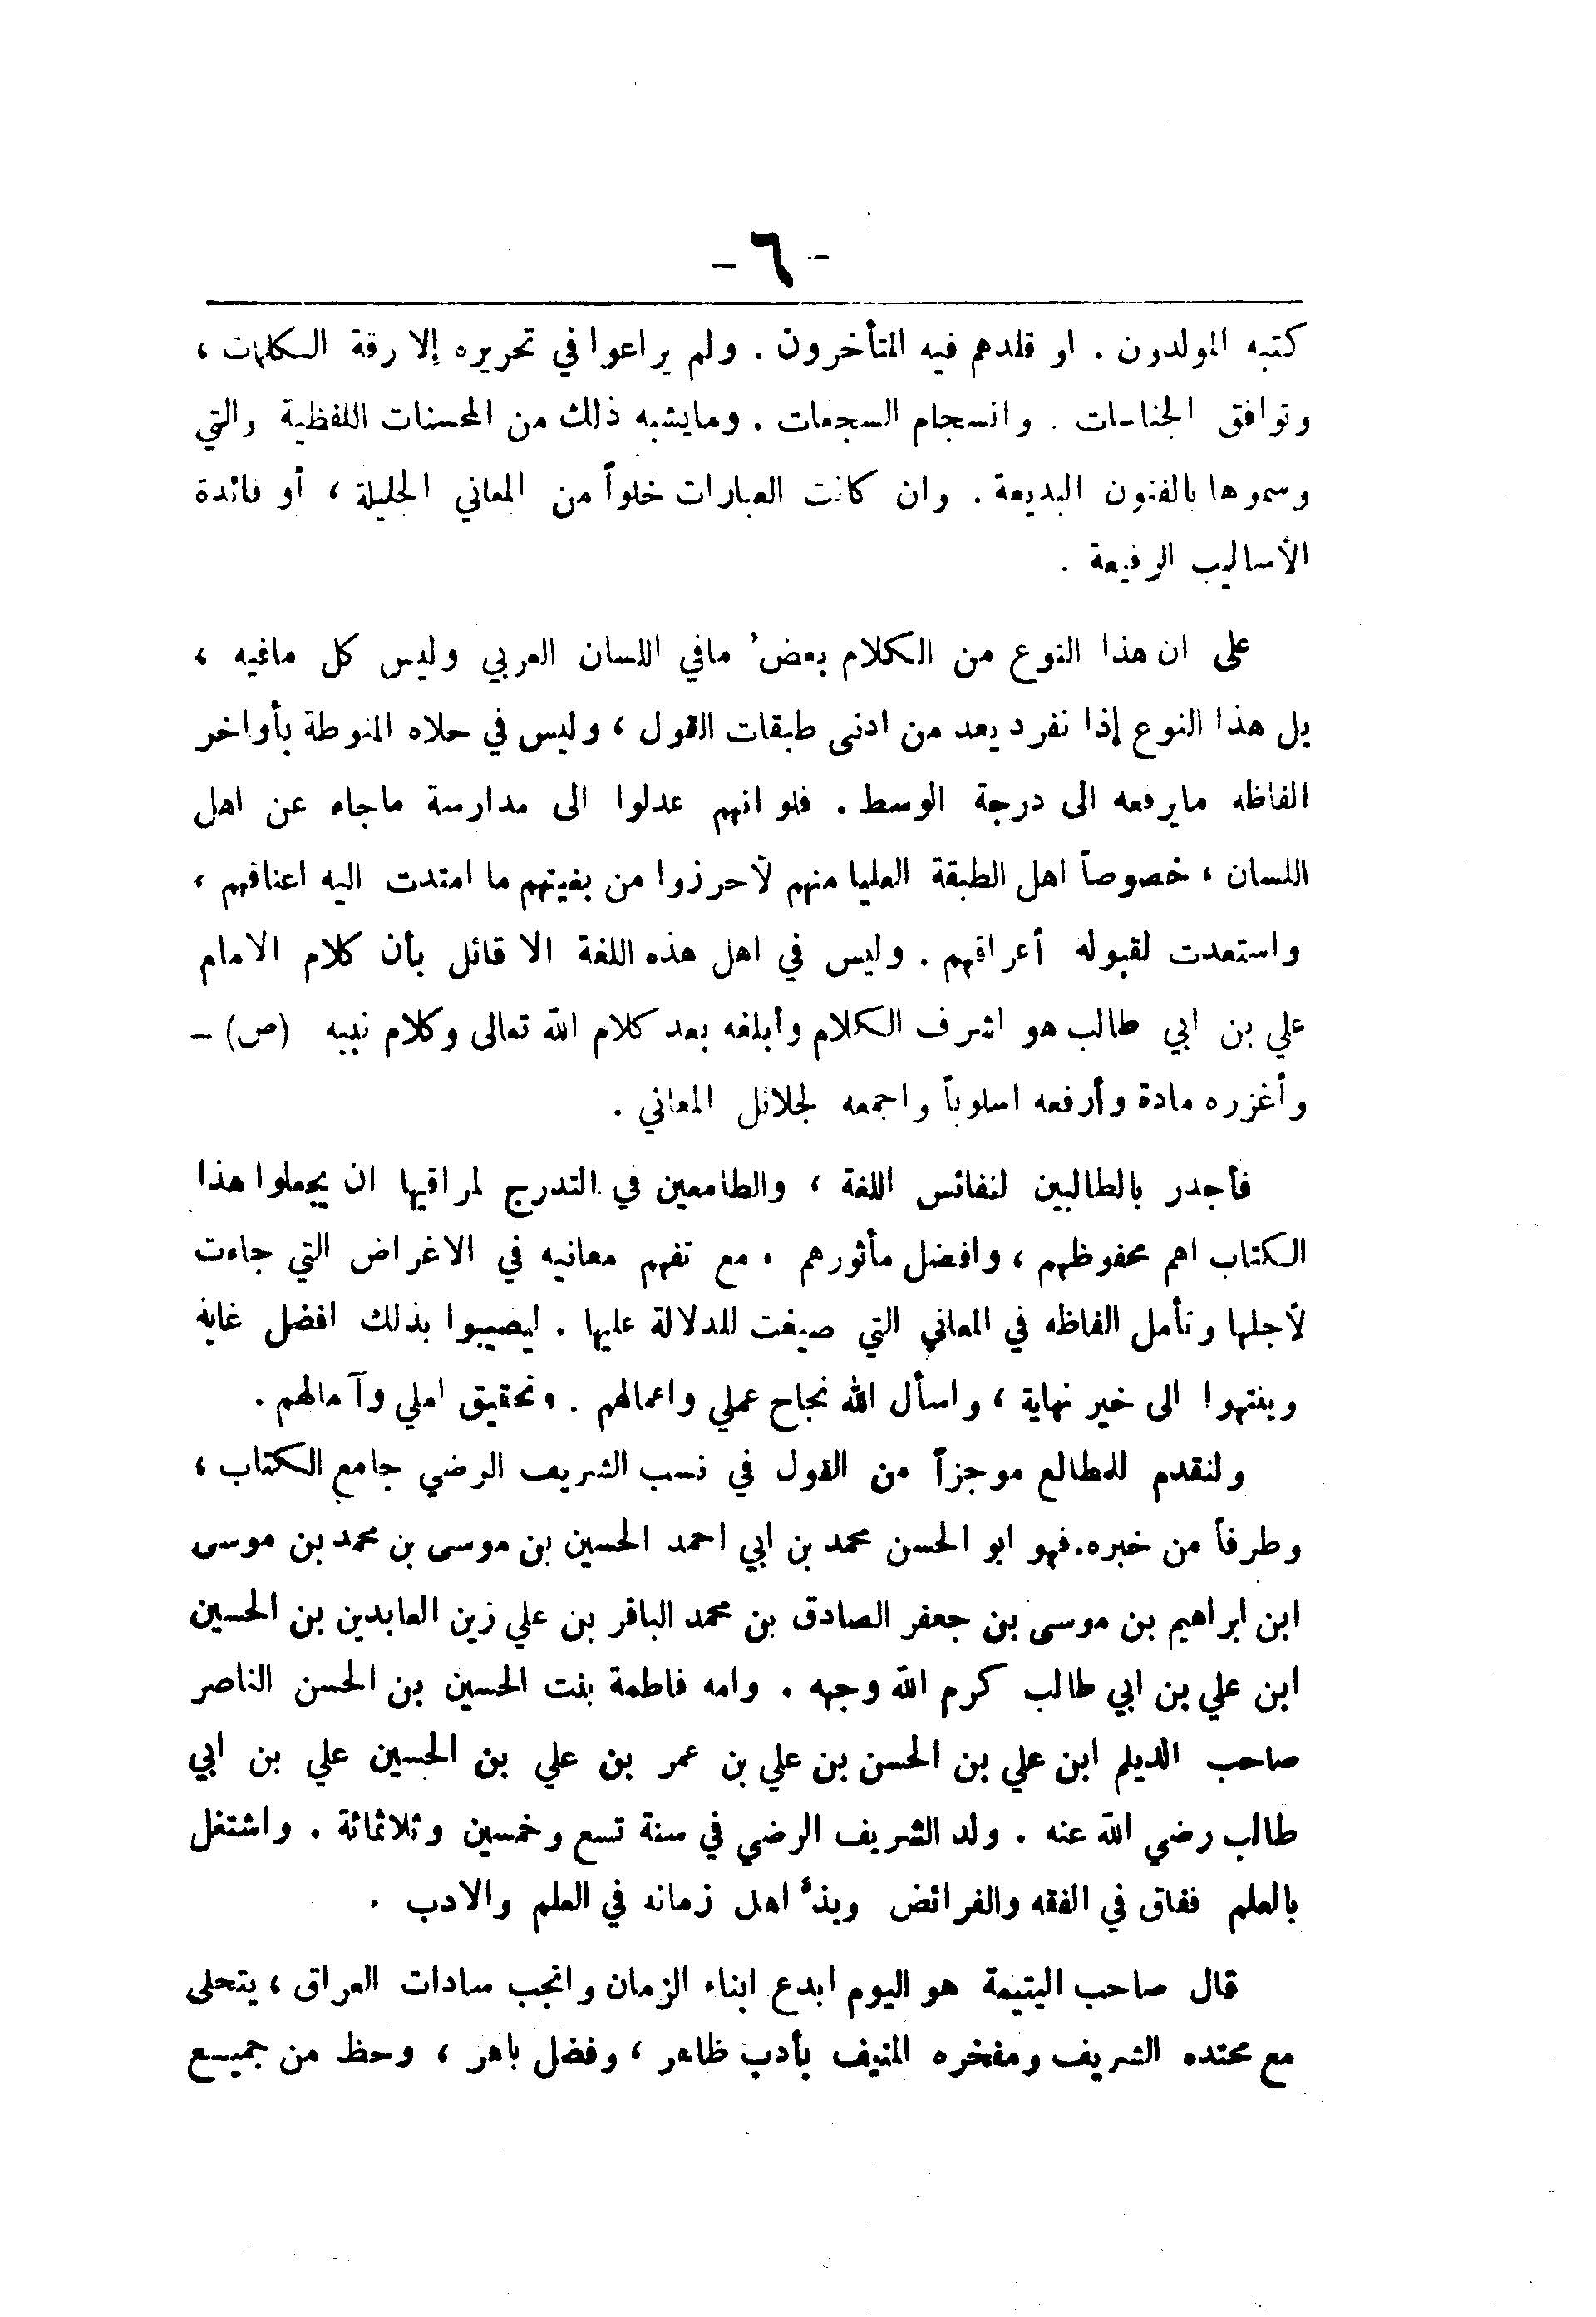 - ٦ -
كتبه المولدون . او قلدهم فيه المتأخرون . ولم يراعوا في تحريره إلا رقة الكلمات ،
وتوافق الجناسات . وانسجام السجعات . ومايشبه ذلك من المحسنات اللفظية والتي
وسموها بالفنون البديعة . وان كانت العبارات خلواً من المعاني الجليلة ، أو فائدة
الأساليب الرفيعة .
على ان هذا النوع من الكلام بعضُ مافي اللسان العربي وليس كل مافيه ،
بل هذا النوع إذا نفرد يعد من ادنى طبقات القول ، وليس في حلاه المنوطة بأواخر
الفاظه مايرفعه الى درجة الوسط . فلو انهم عدلوا الى مدارسة ماجاء عن اهل
اللسان ، خصوصاً اهل الطبقة العليا منهم لأحرزوا من بغيتهم ما امتدت اليه اعناقهم ،
واستعدت لقبوله أعراقهم . وليس في اهل هذه اللغة الا قائل بأن كلام الامام
علي بن ابي طالب هو اشرف الكلام وأبلغه بعد كلام الله تعالى وكلام نبيه (ص) –
وأغزره مادة وأرفعه اسلوباً واجمعه لجلائل المعاني .
فأجدر بالطالبين لنفائس اللغة ، والطامعين في التدرج لمراقيها ان يجعلوا هذا
الكتاب اهم محفوظهم ، وافضل مأثورهم ، مع تفهم معانيه في الاغراض التي جاءت
لأجلها وتأمل الفاظه في المعاني التي صيغت للدلالة عليها . ليصيبوا بذلك افضل غاية
وينتهوا الى خير نهاية ، واسأل الله نجاح عملي واعمالهم . وتحقيق املي وآمالهم .
ولنقدم للمطالع موجزاً من القول في نسب الشريف الرضي جامع الكتاب ،
وطرفاً من خبره . فهو ابو الحسن محمد بن ابي احمد الحسين بن موسى بن محمد بن موسى
ابن ابراهيم بن موسى بن جعفر الصادق بن محمد الباقر بن علي زين العابدين بن الحسين
ابن علي بن ابي طالب كرم الله وجهه . وامه فاطمة بنت الحسين بن الحسن الناصر
صاحب الديلم ابن علي بن الحسن بن علي بن عمر بن علي بن الحسين علي بن ابي
طالب رضي الله عنه . ولد الشريف الرضي في سنة تسع وخمسين وثلاثمائة . واشتغل
بالعلم ففاق في الفقه والفرائض وبذّ اهل زمانه في العلم والادب .
قال صاحب اليتيمة هو اليوم ابدع ابناء الزمان وانجب سادات العراق ، يتحلى
مع محتده الشريف ومفخره المنيف بأدب ظاهر ، وفضل باهر ، وحظ من جميع